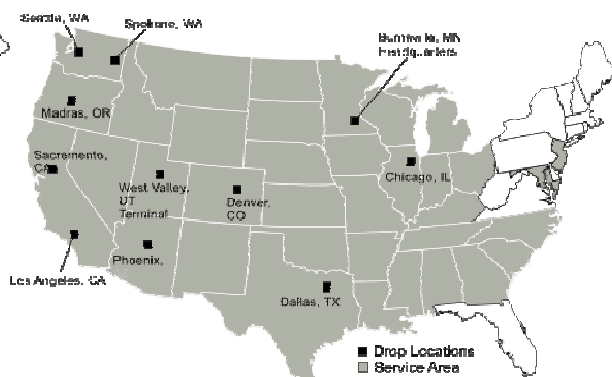 Seattle, WA
Spokane, WA
MN
Headquarters
Madras, OR
Sacramento,
CA
West Valley,
UT
Terminal
Denver,
CO
Chicago, IL
Phoenix,
Los Angeles, CA
Dallas, TX
Drop Locations
Service Area